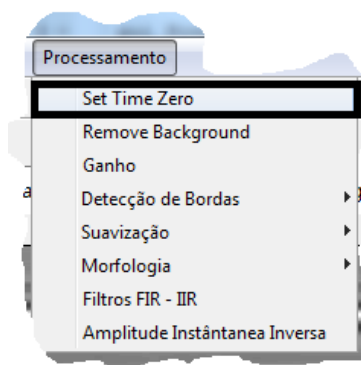 Processamento
Set Time Zero
Remove Background
Ganho
Detecção de Bordas
Suavização
Morfologia
Filtros FIR - IIR
Amplitude Instântanea Inversa